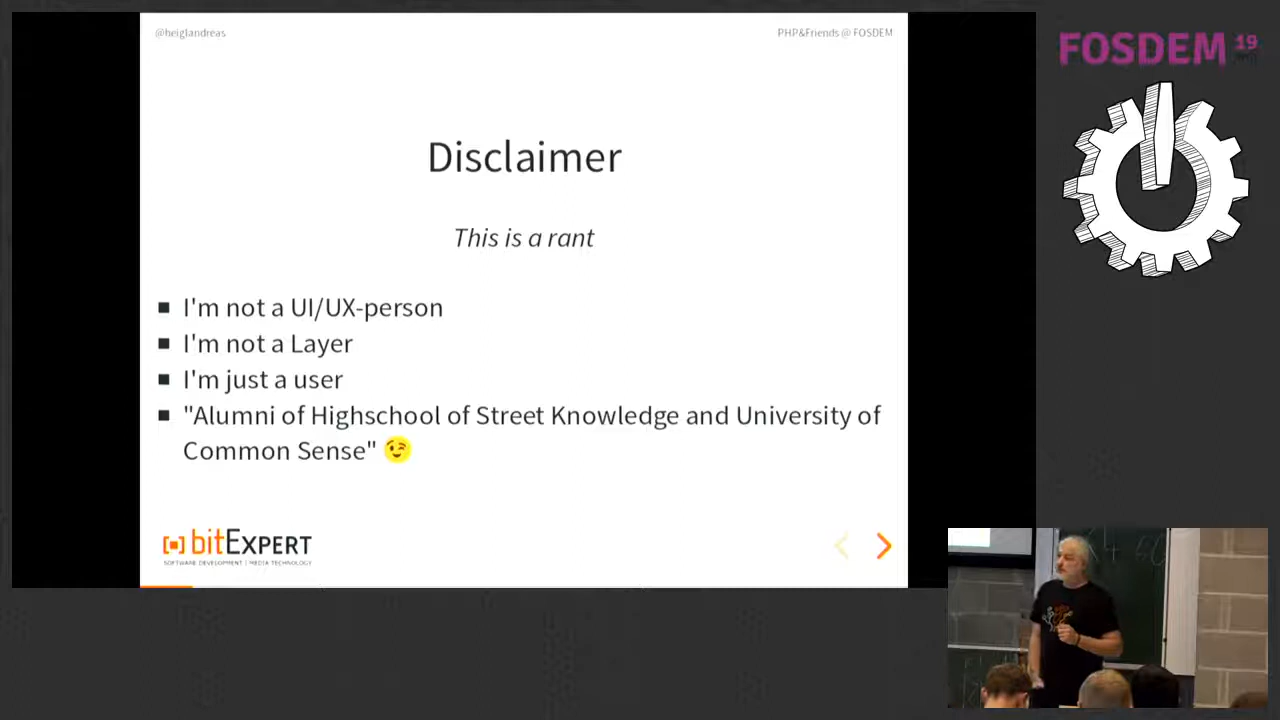 @heiglandreas
PHP&Friends @ FOSDEM
FOSDEM 19
Disclaimer
This is a rant
I'm not a UI/UX-person
I'm not a Layer
I'm just a user
"Alumni of Highschool of Street Knowledge and University of
Common Sense" 😉
bitExpert
SOFTWARE DEVELOPMENT | MEDIA TECHNOLOGY